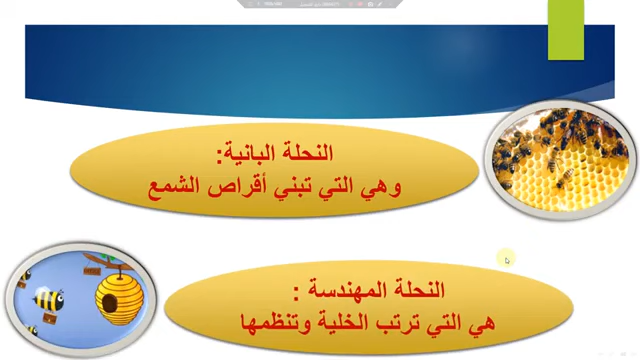 النحلة البانية:
وهي التي تبني أقراص الشمع
النحلة المهندسة :
هي التي ترتب الخلية وتنظمها